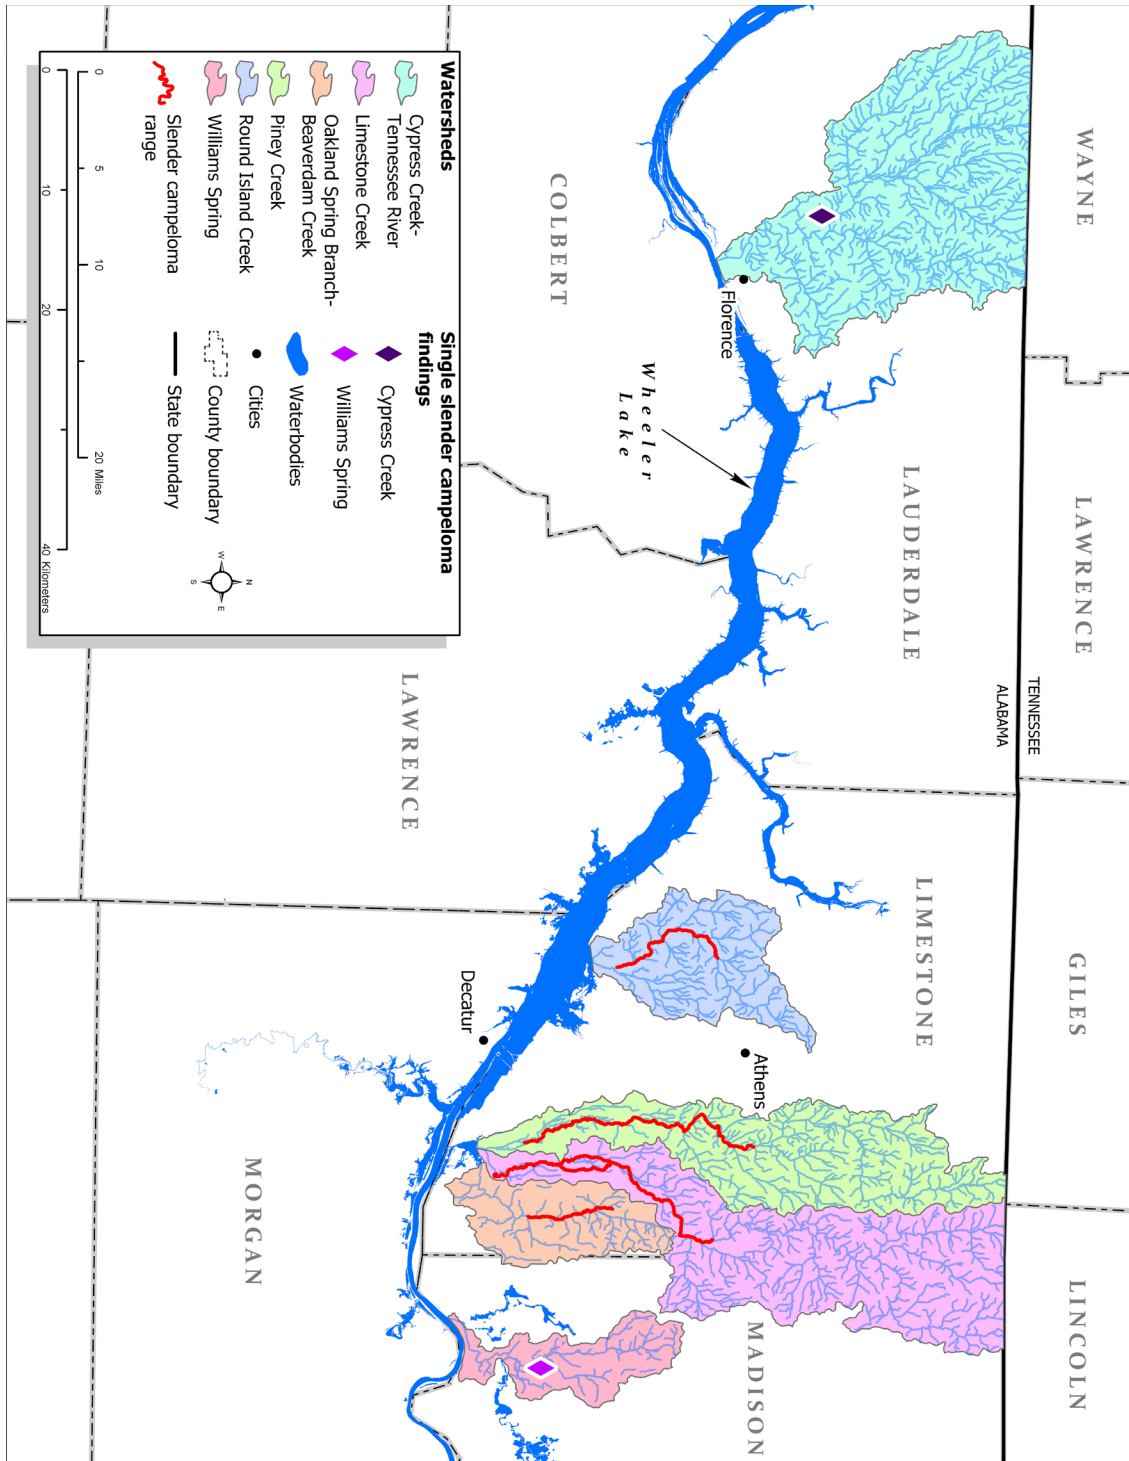 WAYNE
LAWRENCE
GILES
LINCOLN
TENNESSEE
ALABAMA
LAUDERDALE
LIMESTONE
MADISON
COLBERT
LAWRENCE
MORGAN
Florence
Athens
Decatur
Wheeler
Lake
Watersheds
Cypress Creek-
Tennessee River
Limestone Creek
Oakland Spring Branch-
Beaverdam Creek
Piney Creek
Round Island Creek
Williams Spring
Slender campeloma
range
Single slender campeloma
findings
Cypress Creek
Williams Spring
Waterbodies
Cities
County boundary
State boundary
N
W
E
S
0 5 10 20 Miles
0 10 20 40 Kilometers